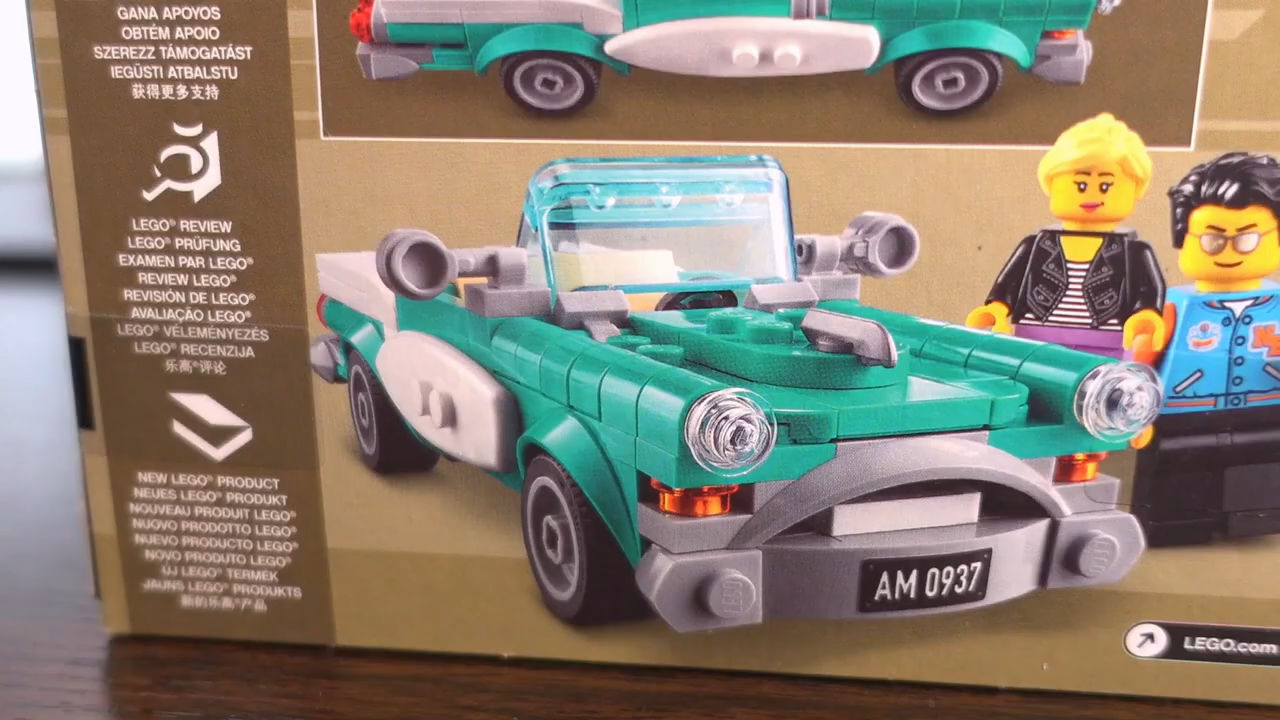 GANA APOYOS
OBTÉM APOIO
SZEREZZ TÁMOGATÁST
IEGŪSTI ATBALSTU
获得更多支持
LEGO® REVIEW
LEGO® PRÜFUNG
EXAMEN PAR LEGO®
REVIEW LEGO®
REVISIÓN DE LEGO®
AVALIAÇÃO LEGO®
LEGO® VÉLEMÉNYEZÉS
LEGO® RECENZIJA
乐高®评论
NEW LEGO® PRODUCT
NEUES LEGO® PRODUKT
NOUVEAU PRODUIT LEGO®
NUOVO PRODOTTO LEGO®
NUEVO PRODUCTO LEGO®
NOVO PRODUTO LEGO®
ÚJ LEGO® TERMÉK
JAUNS LEGO® PRODUKTS
新的乐高®产品
AM 0937
LEGO.com